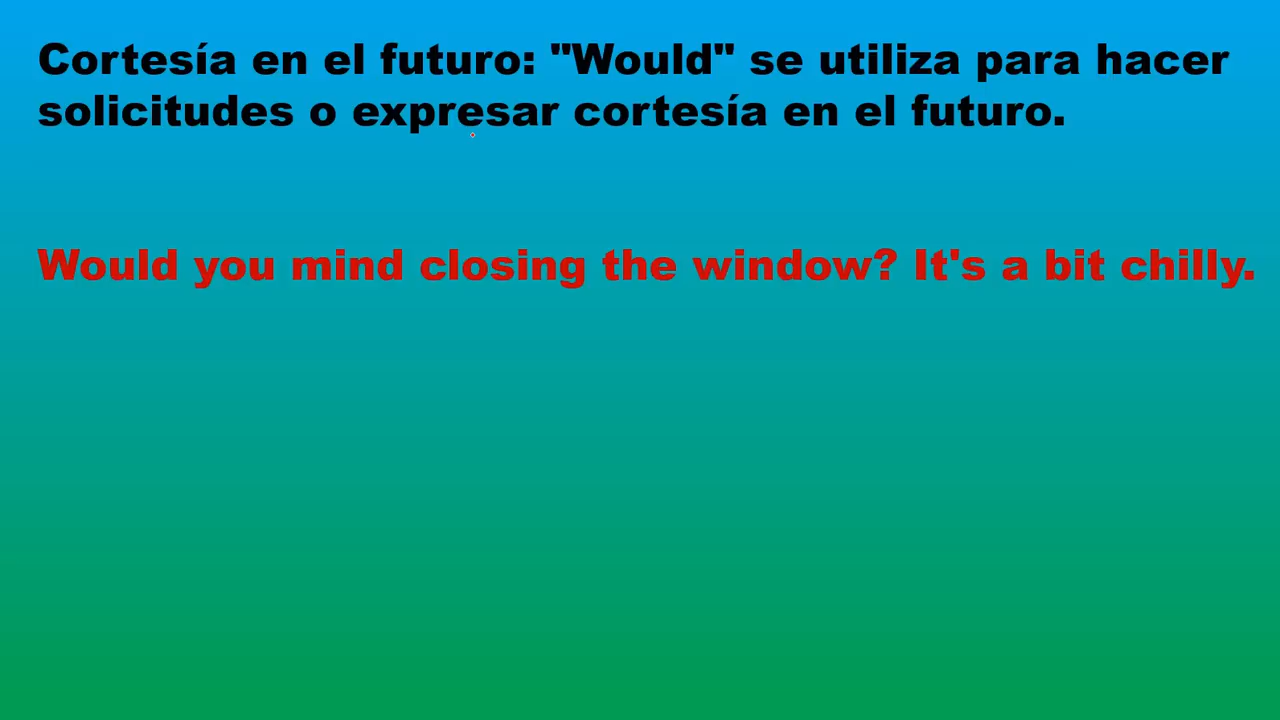 Cortesía en el futuro: "Would" se utiliza para hacer
solicitudes o expresar cortesía en el futuro.
Would you mind closing the window? It's a bit chilly.